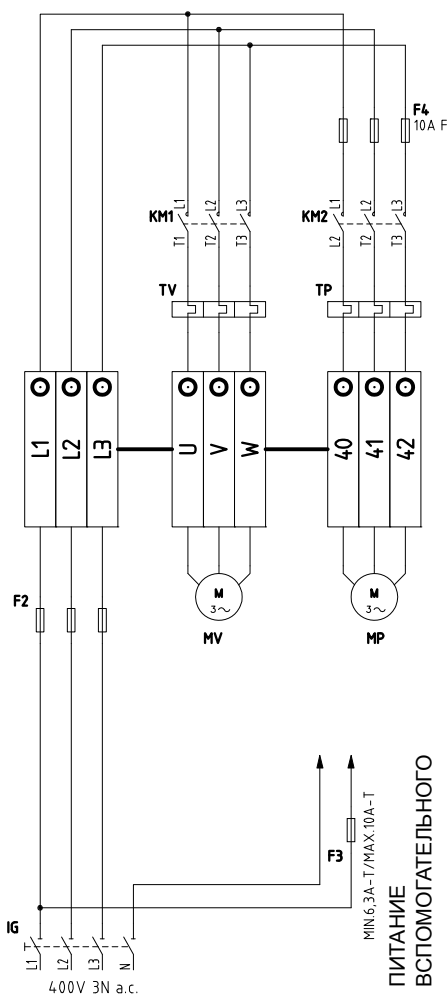 F4
10A F
L1 L2 L3
KM1
T1 T2 T3
L1 L2 L3
KM2
L2 T2 T3
TV
TP
L1 L2 L3
U V W
40 41 42
M
3~
MV
M
3~
MP
F2
F3
MIN.6,3A-T/MAX.10A-T
ПИТАНИЕ
ВСПОМОГАТЕЛЬНОГО
IG
L1 L2 L3 N
400V 3N a.c.